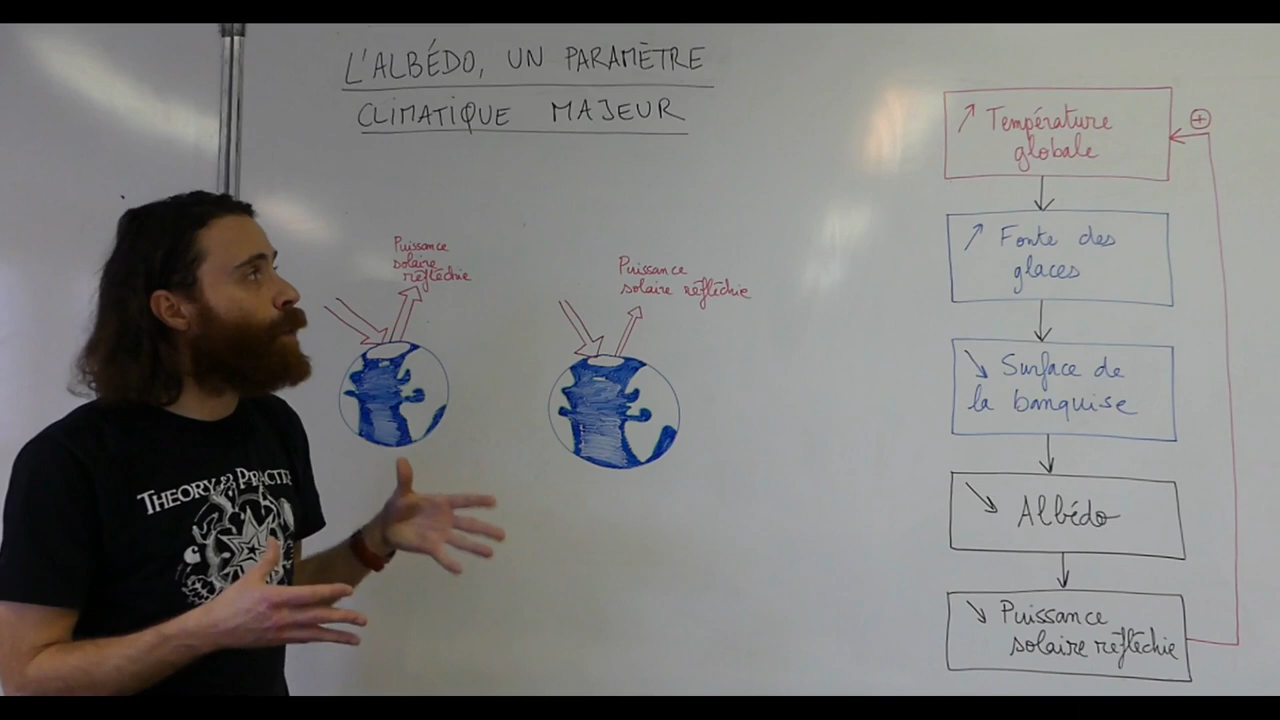 L'ALBÉDO, UN PARAMÈTRE
CLIMATIQUE MAJEUR
Puissance
solaire
réfléchie
Puissance
solaire réfléchie
THEORY & PRACTI
↗ Température
globale
⊕
↗ Fonte des
glaces
↘ Surface de
la banquise
↘ Albédo
↘ Puissance
solaire réfléchie